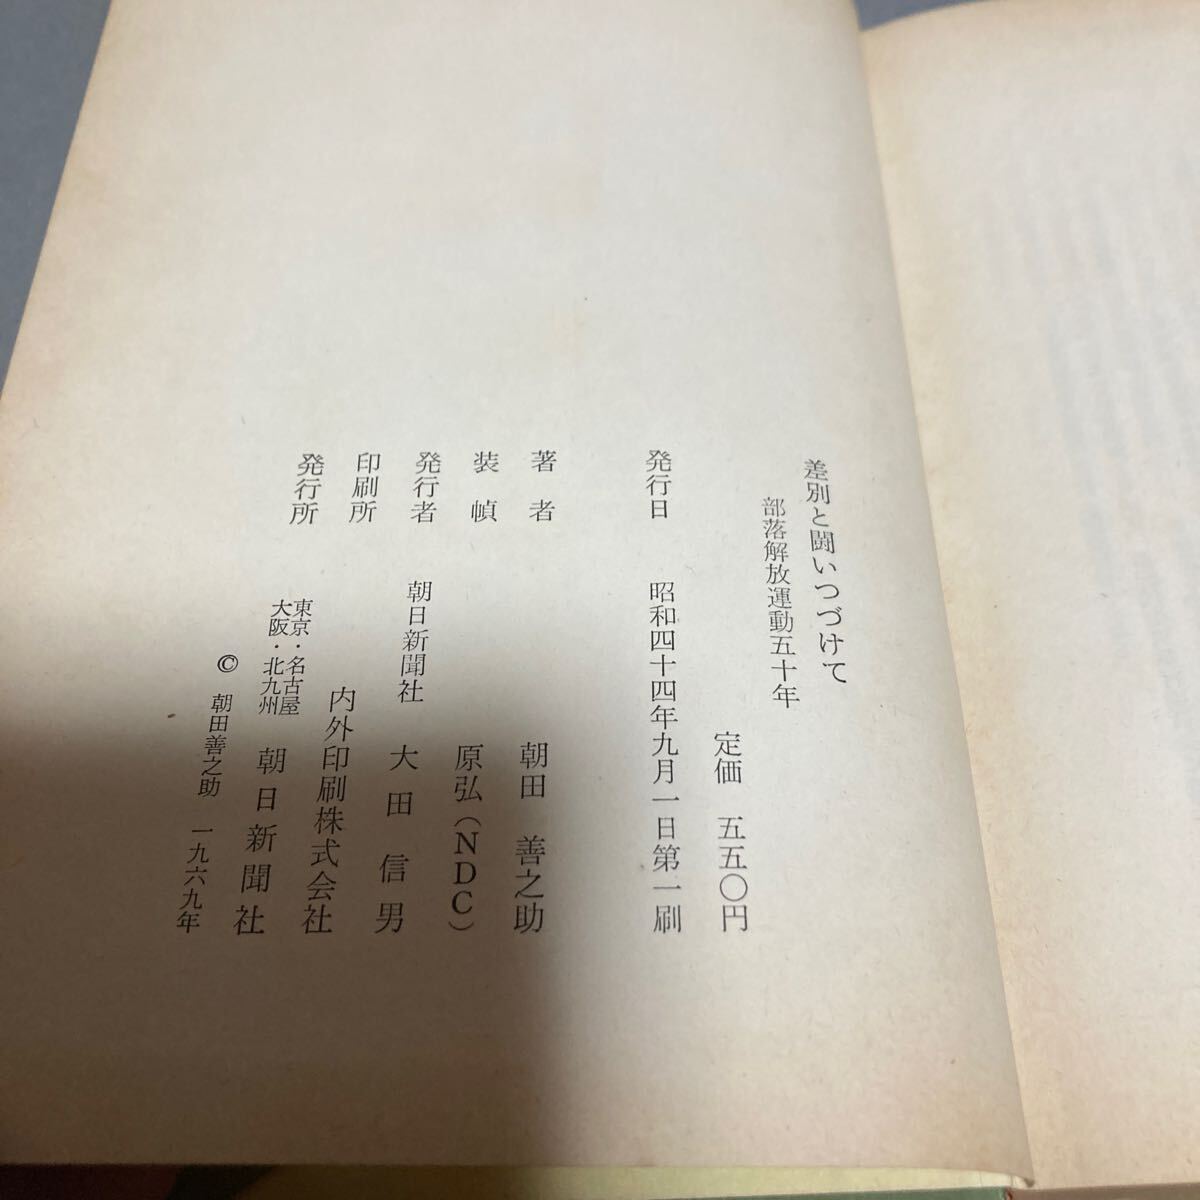 差別と闘いつづけて
部落解放運動五十年
定価 五五〇円
発行日 昭和四十四年九月一日第一刷
著者 朝田善之助
装幀 原弘(NDC)
発行者 朝日新聞社 大田信男
印刷所 内外印刷株式会社
発行所 東京・名古屋 大阪・北九州 朝日新聞社
© 朝田善之助 一九六九年